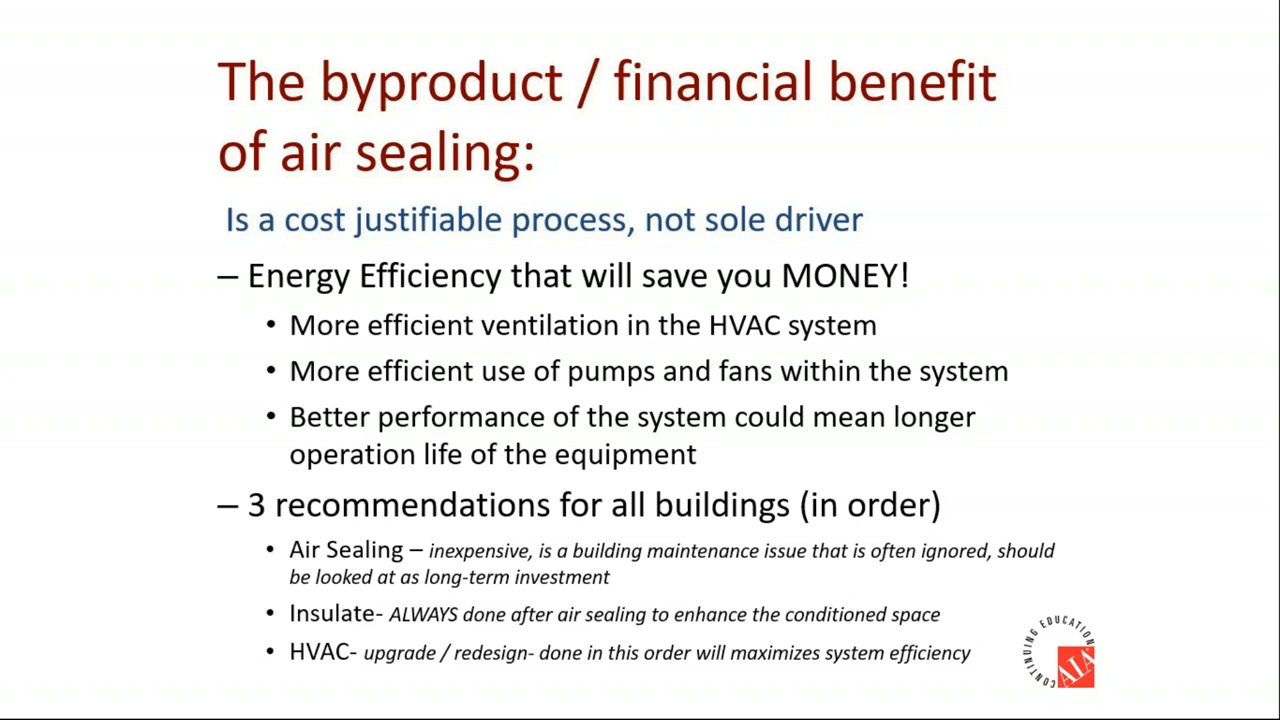 The byproduct / financial benefit
of air sealing:
Is a cost justifiable process, not sole driver
– Energy Efficiency that will save you MONEY!
• More efficient ventilation in the HVAC system
• More efficient use of pumps and fans within the system
• Better performance of the system could mean longer
operation life of the equipment
– 3 recommendations for all buildings (in order)
• Air Sealing – inexpensive, is a building maintenance issue that is often ignored, should
be looked at as long-term investment
• Insulate- ALWAYS done after air sealing to enhance the conditioned space
• HVAC- upgrade / redesign- done in this order will maximizes system efficiency
CONTINUING EDUCATION
AIA